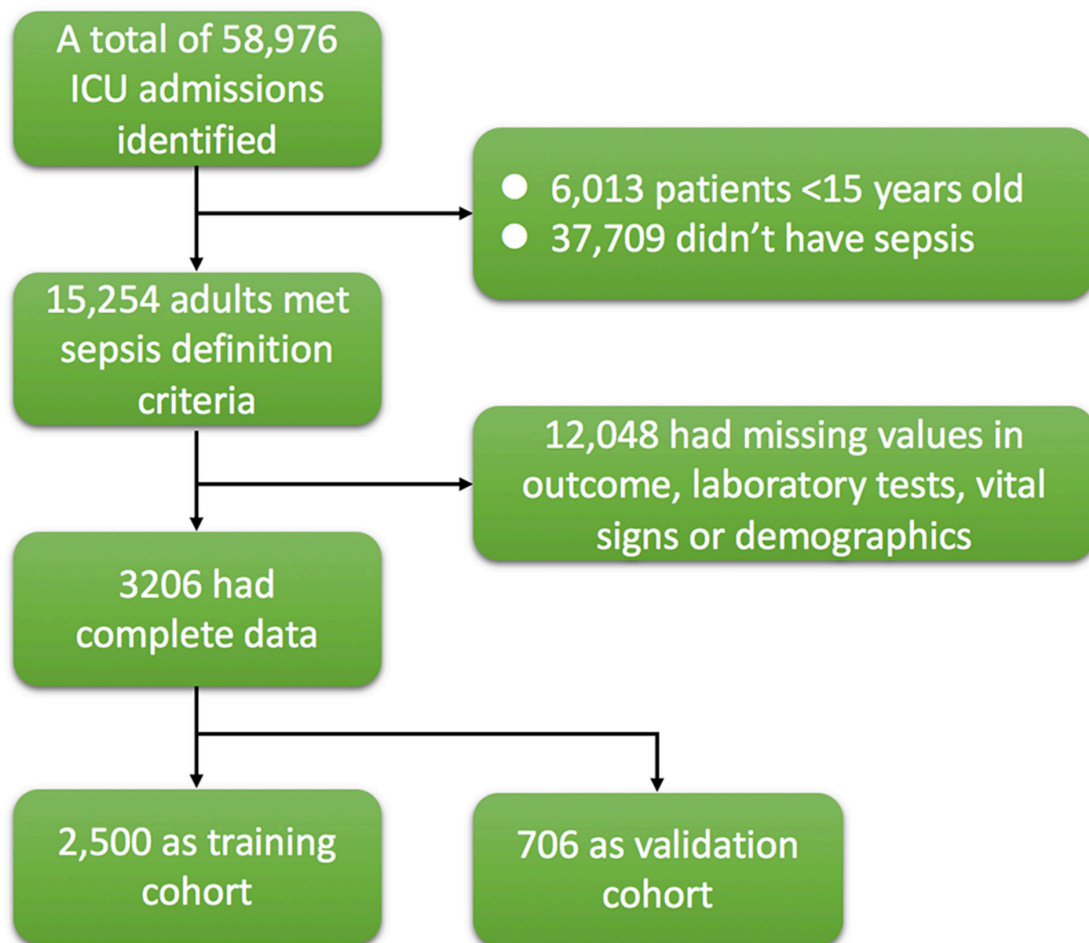 A total of 58,976
ICU admissions
identified
● 6,013 patients <15 years old
● 37,709 didn’t have sepsis
15,254 adults met
sepsis definition
criteria
12,048 had missing values in
outcome, laboratory tests, vital
signs or demographics
3206 had
complete data
2,500 as training
cohort
706 as validation
cohort